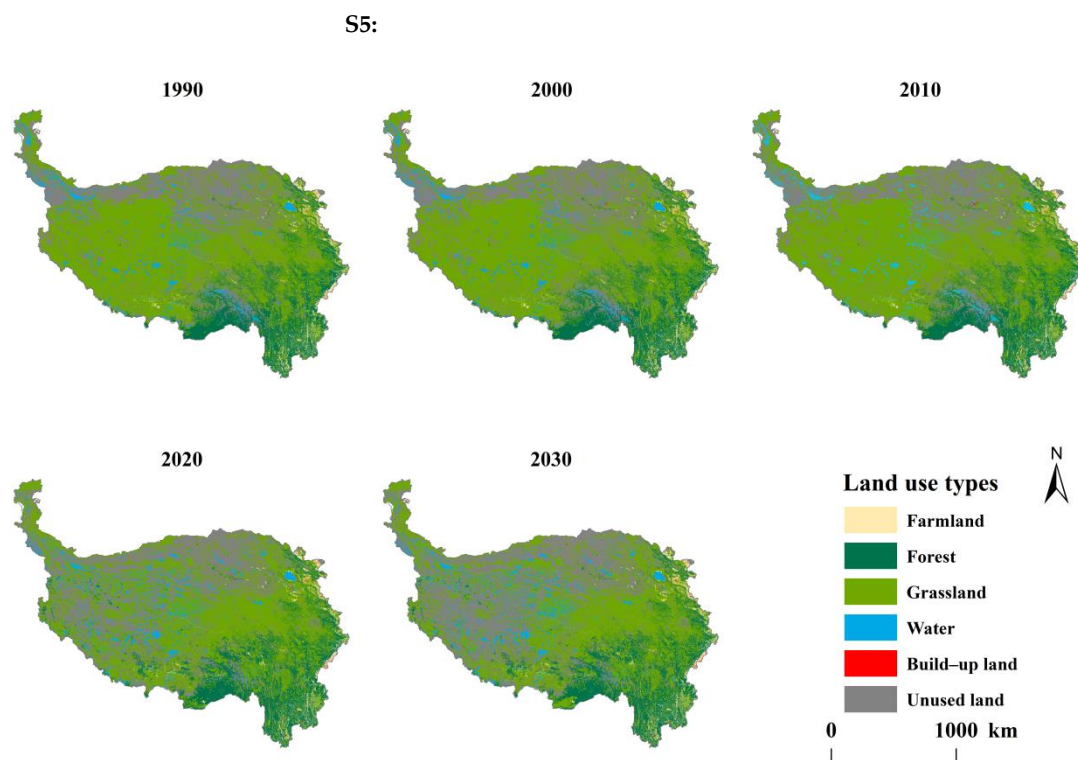 S5:
1990
2000
2010
2020
2030
N
Land use types
Farmland
Forest
Grassland
Water
Build–up land
Unused land
0 1000 km